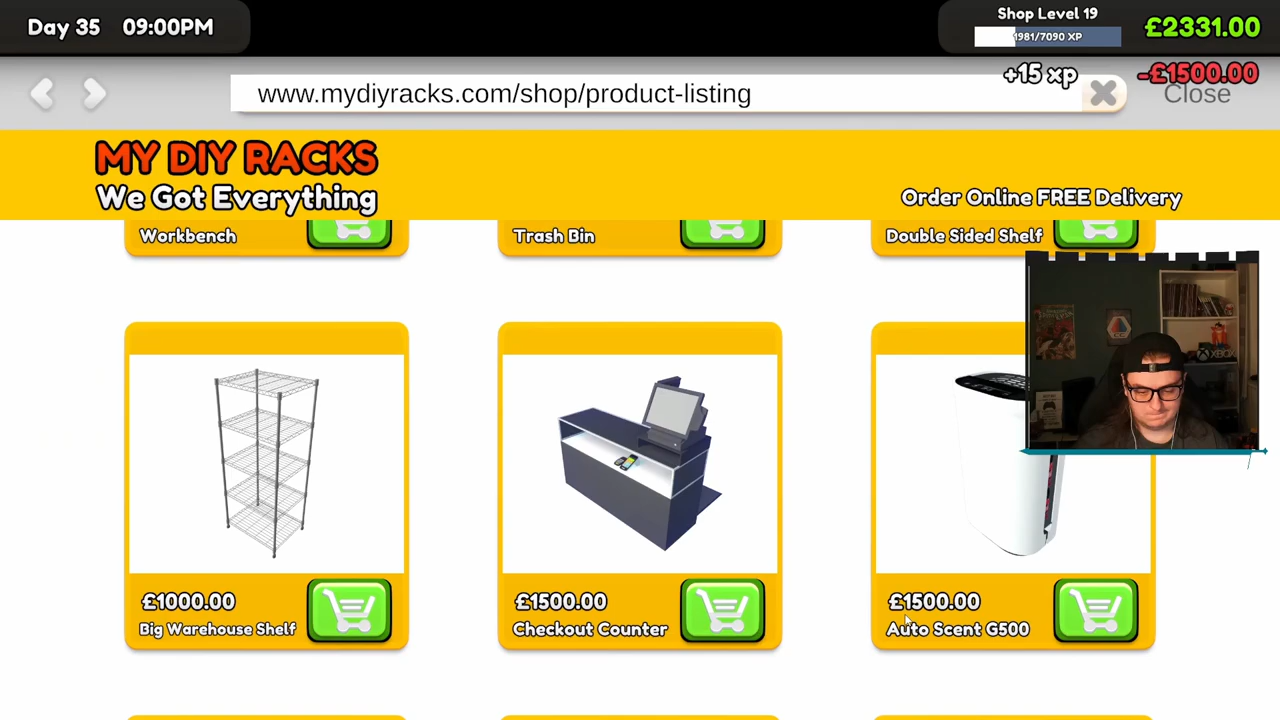 Day 35 09:00PM
Shop Level 19
1981/7090 XP
£2331.00
+15 xp
-£1500.00
www.mydiyracks.com/shop/product-listing
Close
MY DIY RACKS
We Got Everything
Order Online FREE Delivery
Workbench
Trash Bin
Double Sided Shelf
£1000.00
Big Warehouse Shelf
£1500.00
Checkout Counter
£1500.00
Auto Scent G500
XBOX